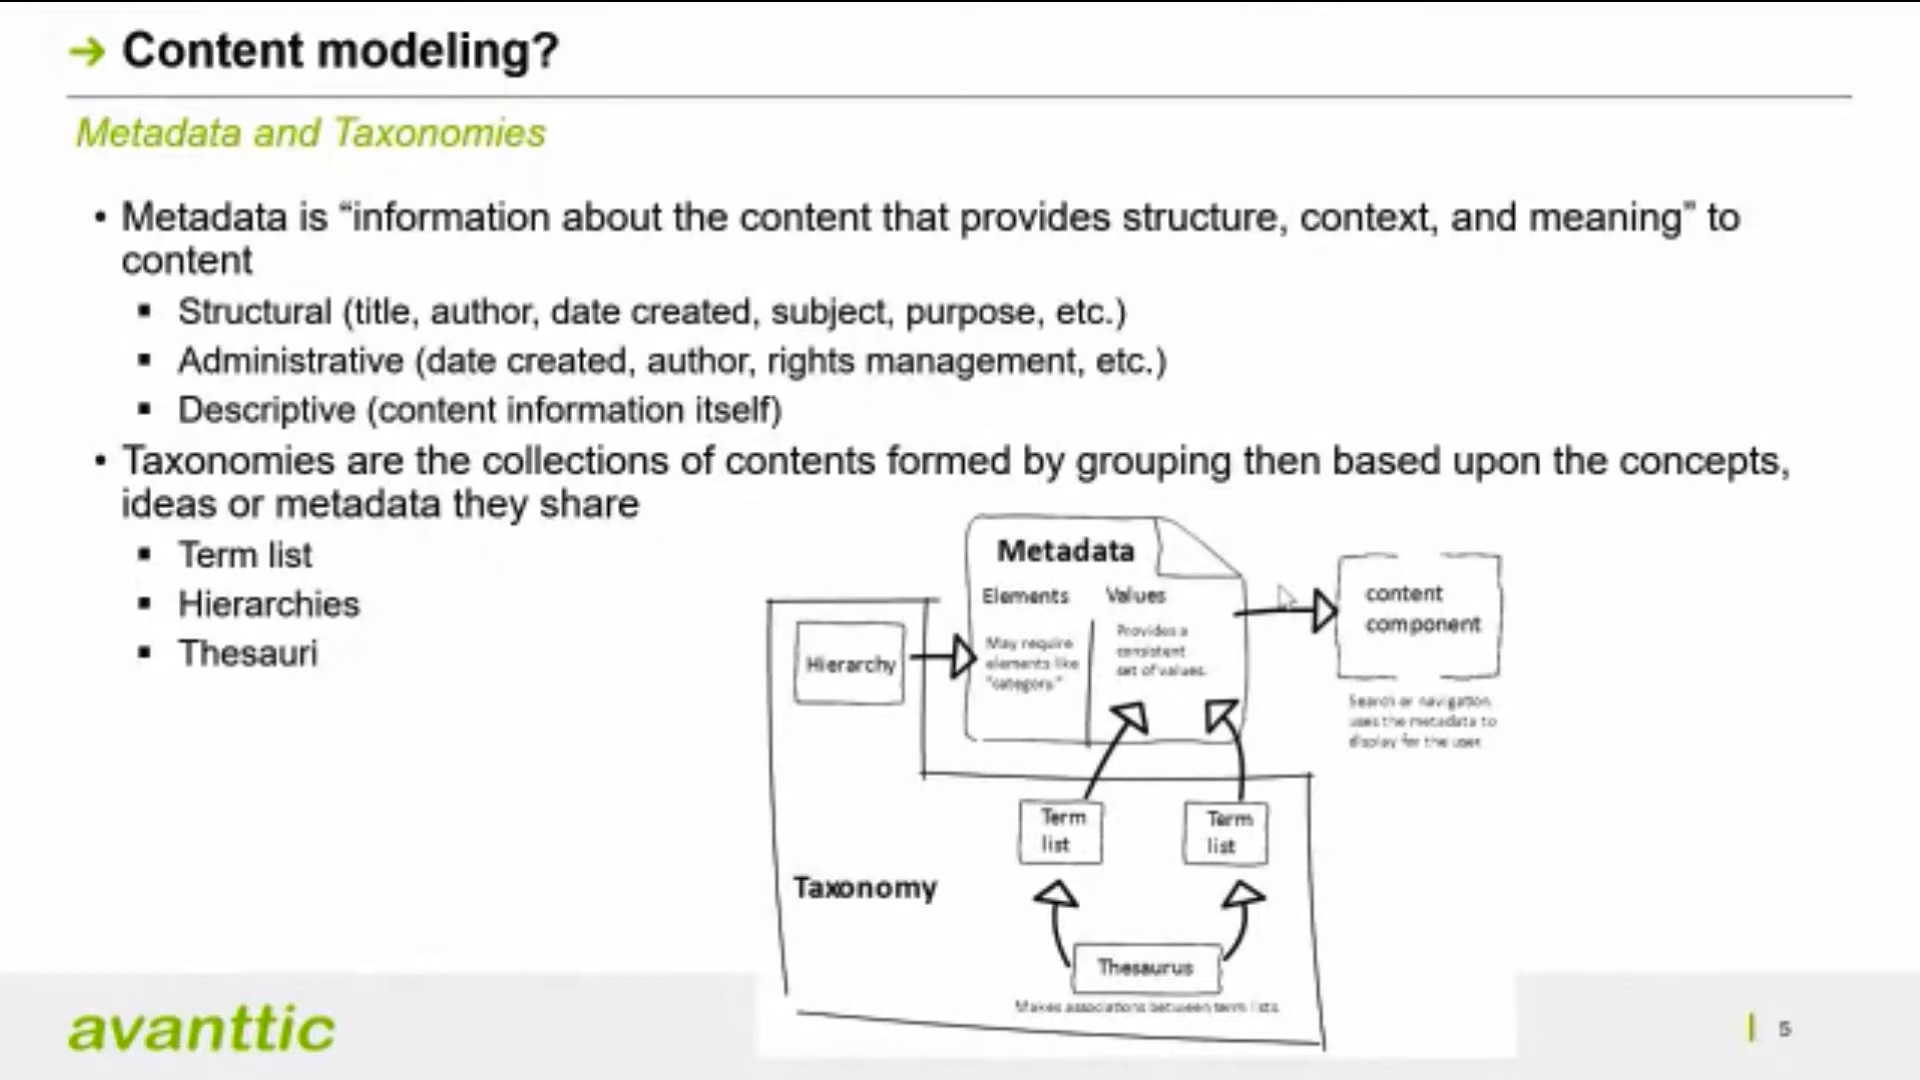 Content modeling?
Metadata and Taxonomies
• Metadata is “information about the content that provides structure, context, and meaning” to
content
▪ Structural (title, author, date created, subject, purpose, etc.)
▪ Administrative (date created, author, rights management, etc.)
▪ Descriptive (content information itself)
• Taxonomies are the collections of contents formed by grouping then based upon the concepts,
ideas or metadata they share
▪ Term list
▪ Hierarchies
▪ Thesauri
Metadata
Elements
Values
May require
elements like
"category."
Provides a
consistent
set of values.
Hierarchy
content
component
Search or navigation
uses the metadata to
display for the user.
Term
list
Term
list
Taxonomy
Thesaurus
Makes associations between term lists.
avanttic
5